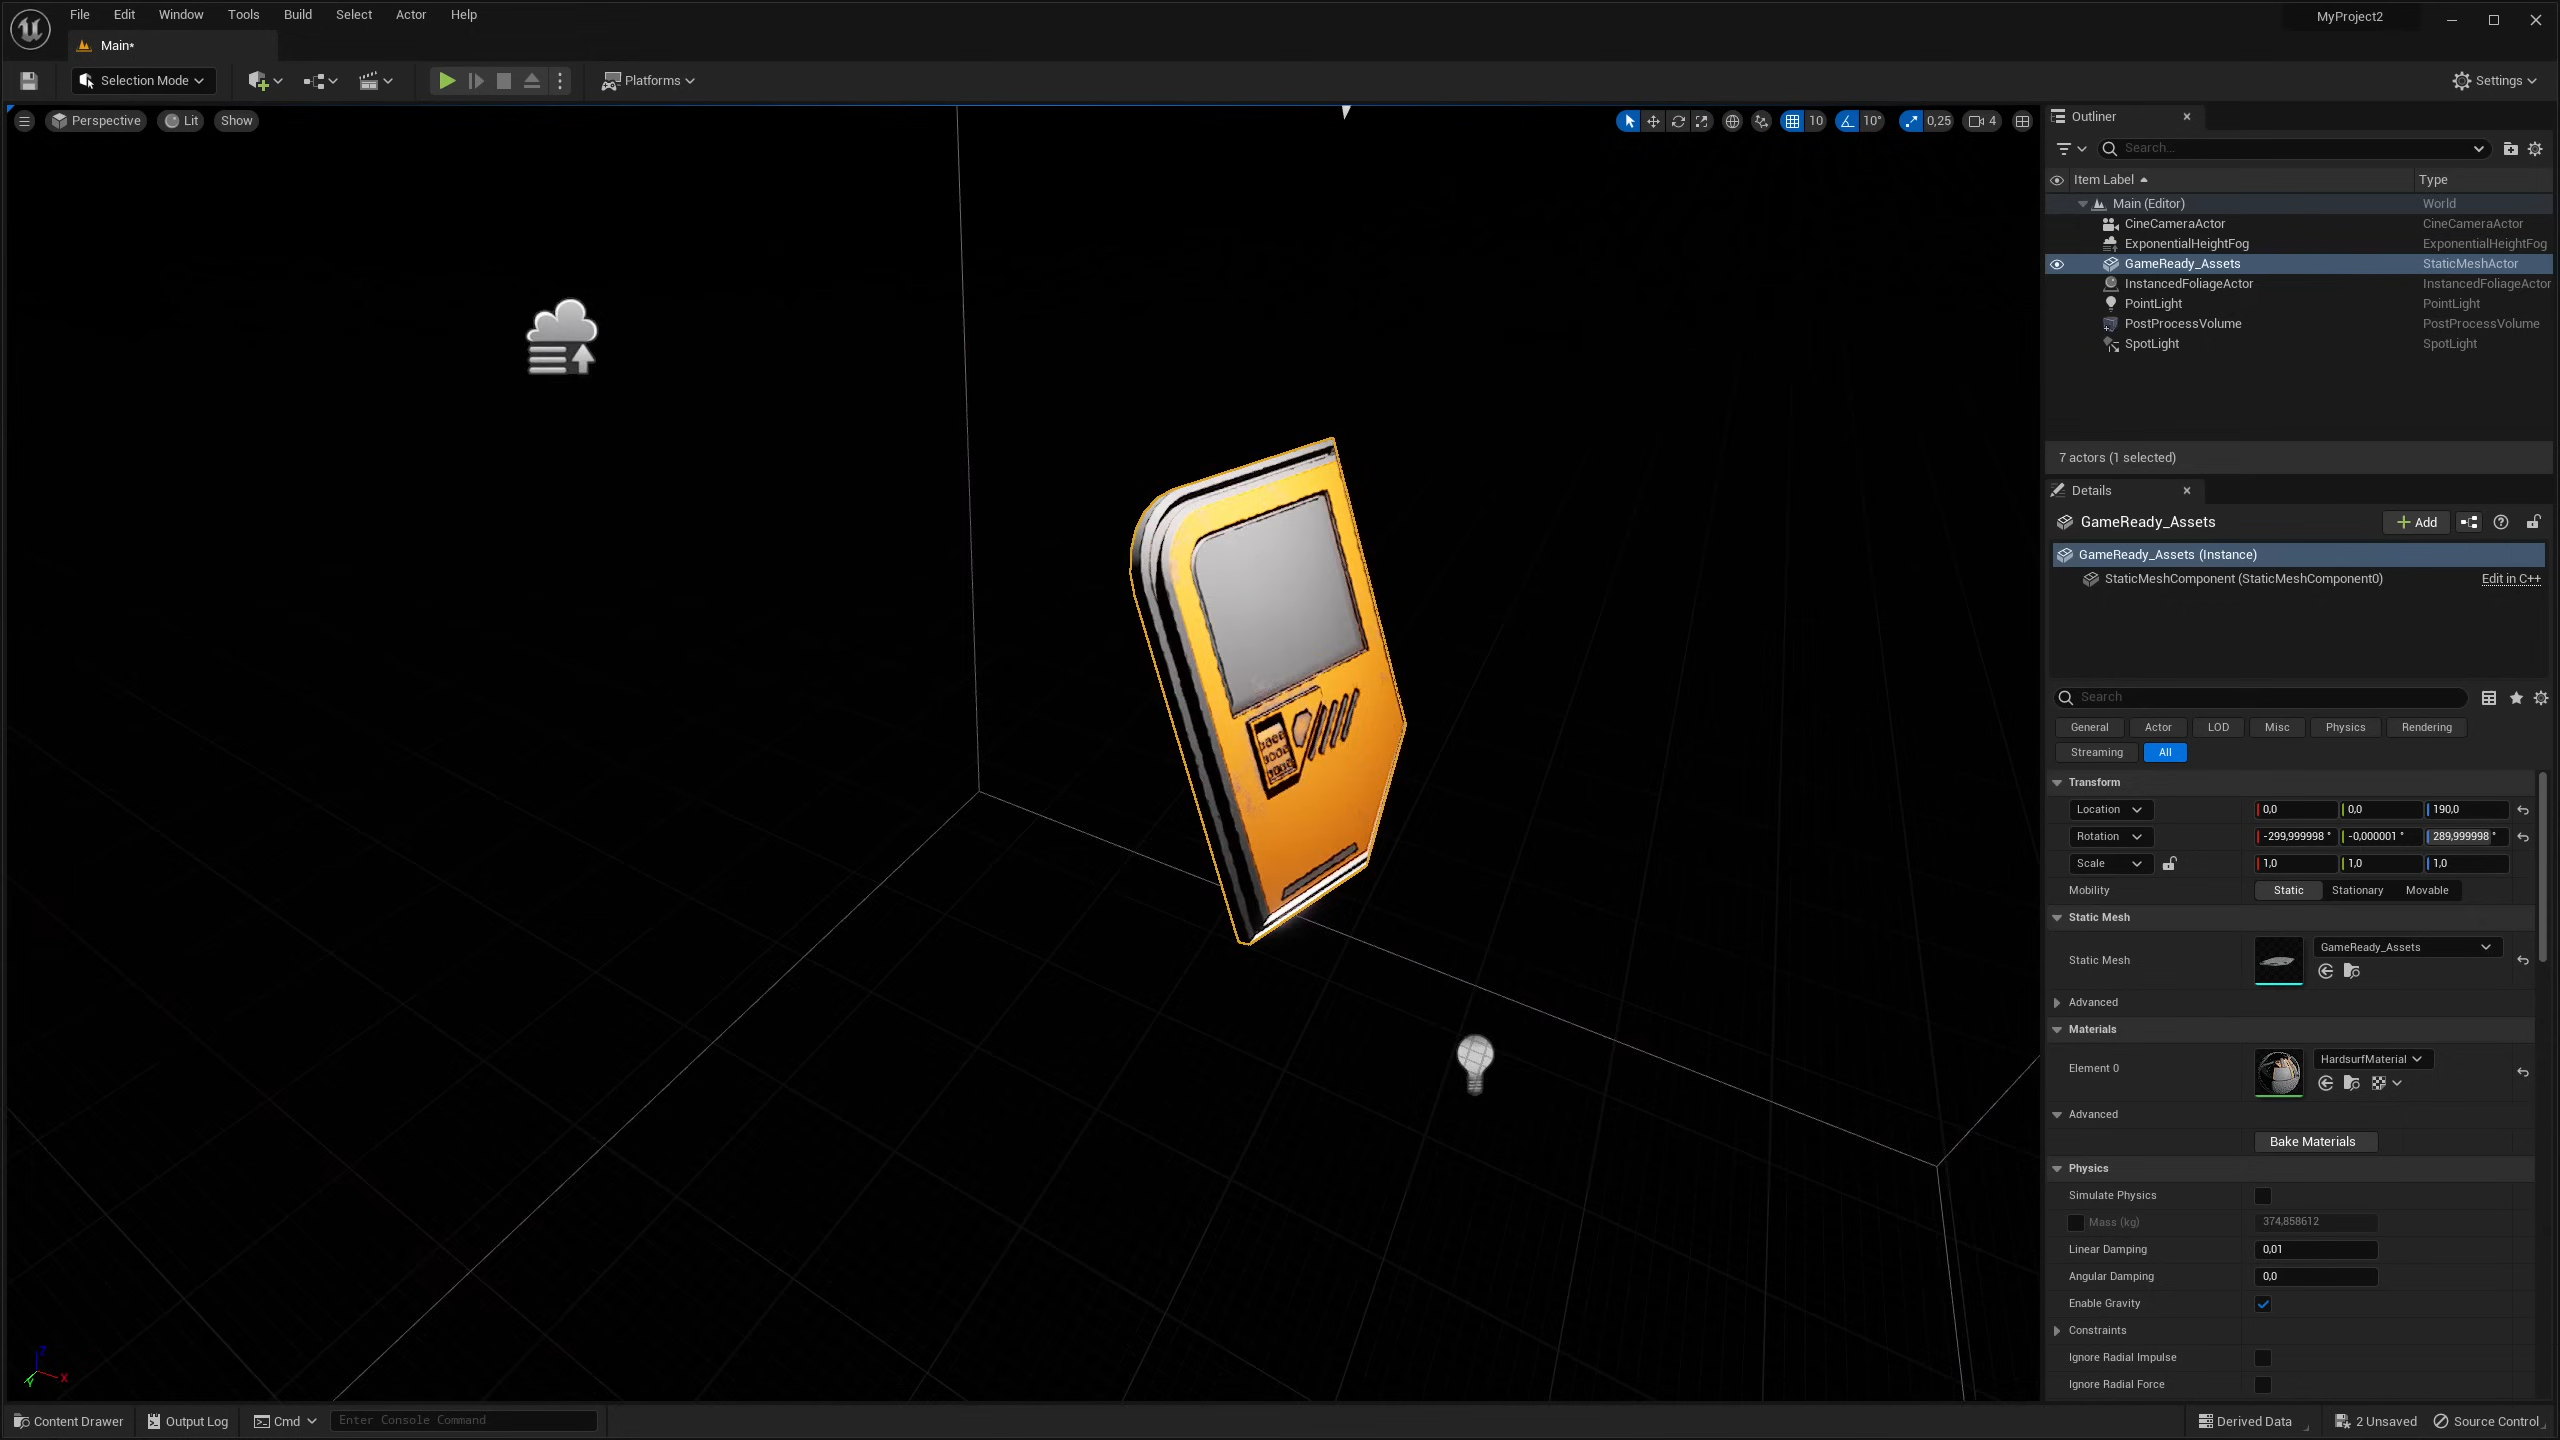 File Edit Window Tools Build Select Actor Help
MyProject2
Main*
Selection Mode
Platforms
Settings
Perspective Lit Show
10 10° 0,25 4
Outliner
Search...
Item Label Type
Main (Editor) World
CineCameraActor CineCameraActor
ExponentialHeightFog ExponentialHeightFog
GameReady_Assets StaticMeshActor
InstancedFoliageActor InstancedFoliageActor
PointLight PointLight
PostProcessVolume PostProcessVolume
SpotLight SpotLight
7 actors (1 selected)
Details
GameReady_Assets Add
GameReady_Assets (Instance)
StaticMeshComponent (StaticMeshComponent0) Edit in C++
Search
General Actor LOD Misc Physics Rendering
Streaming All
Transform
Location 0,0 0,0 190,0
Rotation -299,999998 ° -0,000001 ° 289,999998 °
Scale 1,0 1,0 1,0
Mobility Static Stationary Movable
Static Mesh
Static Mesh GameReady_Assets
Advanced
Materials
Element 0 HardsurfMaterial
Advanced
Bake Materials
Physics
Simulate Physics
Mass (kg) 374,858612
Linear Damping 0,01
Angular Damping 0,0
Enable Gravity
Constraints
Ignore Radial Impulse
Ignore Radial Force
Z
X
Y
Content Drawer Output Log Cmd Enter Console Command
Derived Data 2 Unsaved Source Control